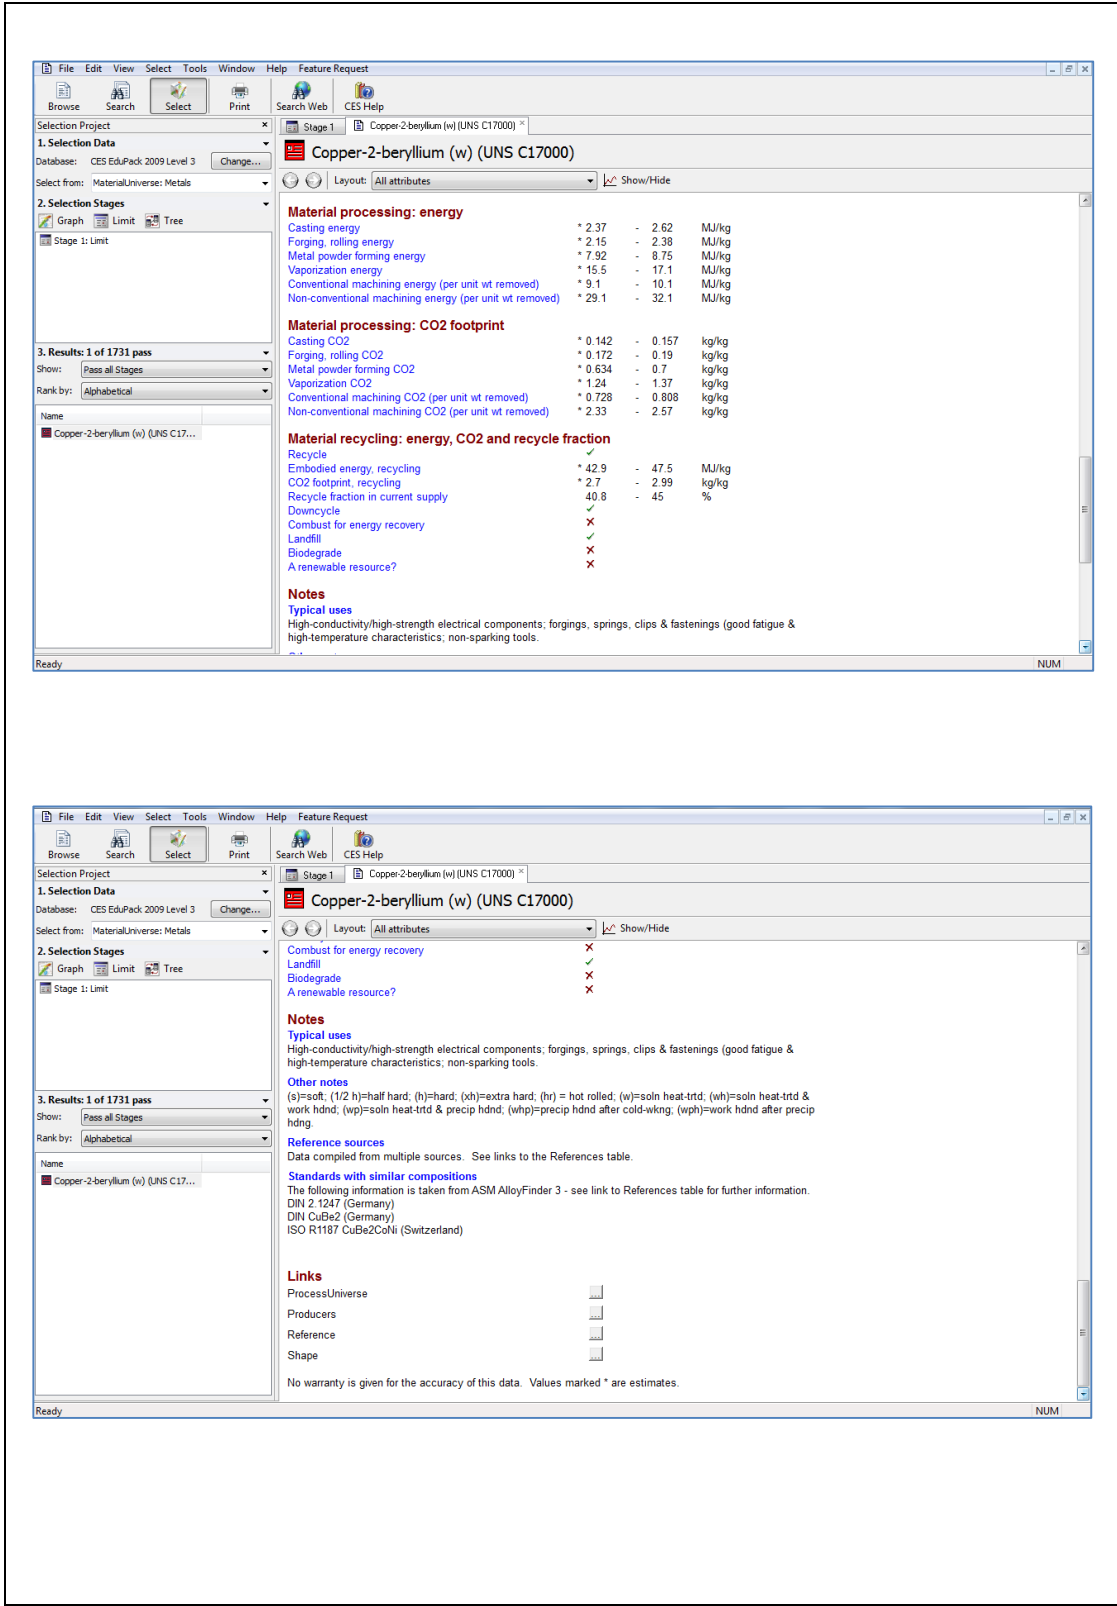 File Edit View Select Tools Window Help Feature Request
Browse Search Select Print Search Web CES Help
Selection Project
1. Selection Data
Database: CES EduPack 2009 Level 3 Change...
Select from: MaterialUniverse: Metals
2. Selection Stages
Graph Limit Tree
Stage 1: Limit
3. Results: 1 of 1731 pass
Show: Pass all Stages
Rank by: Alphabetical
Name
Copper-2-beryllium (w) (UNS C17...
Stage 1 Copper-2-beryllium (w) (UNS C17000)
Copper-2-beryllium (w) (UNS C17000)
Layout: All attributes Show/Hide
Material processing: energy
Casting energy * 2.37 - 2.62 MJ/kg
Forging, rolling energy * 2.15 - 2.38 MJ/kg
Metal powder forming energy * 7.92 - 8.75 MJ/kg
Vaporization energy * 15.5 - 17.1 MJ/kg
Conventional machining energy (per unit wt removed) * 9.1 - 10.1 MJ/kg
Non-conventional machining energy (per unit wt removed) * 29.1 - 32.1 MJ/kg
Material processing: CO2 footprint
Casting CO2 * 0.142 - 0.157 kg/kg
Forging, rolling CO2 * 0.172 - 0.19 kg/kg
Metal powder forming CO2 * 0.634 - 0.7 kg/kg
Vaporization CO2 * 1.24 - 1.37 kg/kg
Conventional machining CO2 (per unit wt removed) * 0.728 - 0.808 kg/kg
Non-conventional machining CO2 (per unit wt removed) * 2.33 - 2.57 kg/kg
Material recycling: energy, CO2 and recycle fraction
Recycle ✓
Embodied energy, recycling * 42.9 - 47.5 MJ/kg
CO2 footprint, recycling * 2.7 - 2.99 kg/kg
Recycle fraction in current supply 40.8 - 45 %
Downcycle ✓
Combust for energy recovery ✗
Landfill ✓
Biodegrade ✗
A renewable resource? ✗
Notes
Typical uses
High-conductivity/high-strength electrical components; forgings, springs, clips & fastenings (good fatigue &
high-temperature characteristics; non-sparking tools.
Ready NUM
File Edit View Select Tools Window Help Feature Request
Browse Search Select Print Search Web CES Help
Selection Project
1. Selection Data
Database: CES EduPack 2009 Level 3 Change...
Select from: MaterialUniverse: Metals
2. Selection Stages
Graph Limit Tree
Stage 1: Limit
3. Results: 1 of 1731 pass
Show: Pass all Stages
Rank by: Alphabetical
Name
Copper-2-beryllium (w) (UNS C17...
Stage 1 Copper-2-beryllium (w) (UNS C17000)
Copper-2-beryllium (w) (UNS C17000)
Layout: All attributes Show/Hide
Combust for energy recovery ✗
Landfill ✓
Biodegrade ✗
A renewable resource? ✗
Notes
Typical uses
High-conductivity/high-strength electrical components; forgings, springs, clips & fastenings (good fatigue &
high-temperature characteristics; non-sparking tools.
Other notes
(s)=soft; (1/2 h)=half hard; (h)=hard; (xh)=extra hard; (hr) = hot rolled; (w)=soln heat-trtd; (wh)=soln heat-trtd &
work hdnd; (wp)=soln heat-trtd & precip hdnd; (whp)=precip hdnd after cold-wkng; (wph)=work hdnd after precip
hdng.
Reference sources
Data compiled from multiple sources. See links to the References table.
Standards with similar compositions
The following information is taken from ASM AlloyFinder 3 - see link to References table for further information.
DIN 2.1247 (Germany)
DIN CuBe2 (Germany)
ISO R1187 CuBe2CoNi (Switzerland)
Links
ProcessUniverse ...
Producers ...
Reference ...
Shape ...
No warranty is given for the accuracy of this data. Values marked * are estimates.
Ready NUM